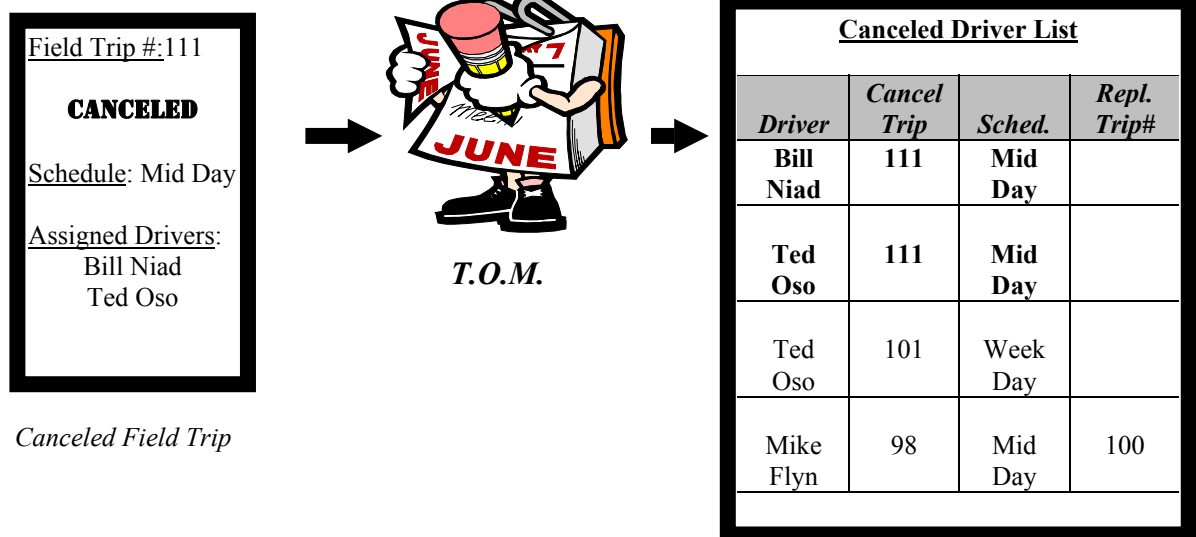 Field Trip #:111
CANCELED
Schedule: Mid Day
Assigned Drivers:
Bill Niad
Ted Oso
Canceled Field Trip
JUNE
7
Meeting
JUNE
T.O.M.
Canceled Driver List
Driver Cancel Trip Sched. Repl. Trip#
Bill Niad 111 Mid Day
Ted Oso 111 Mid Day
Ted Oso 101 Week Day
Mike Flyn 98 Mid Day 100